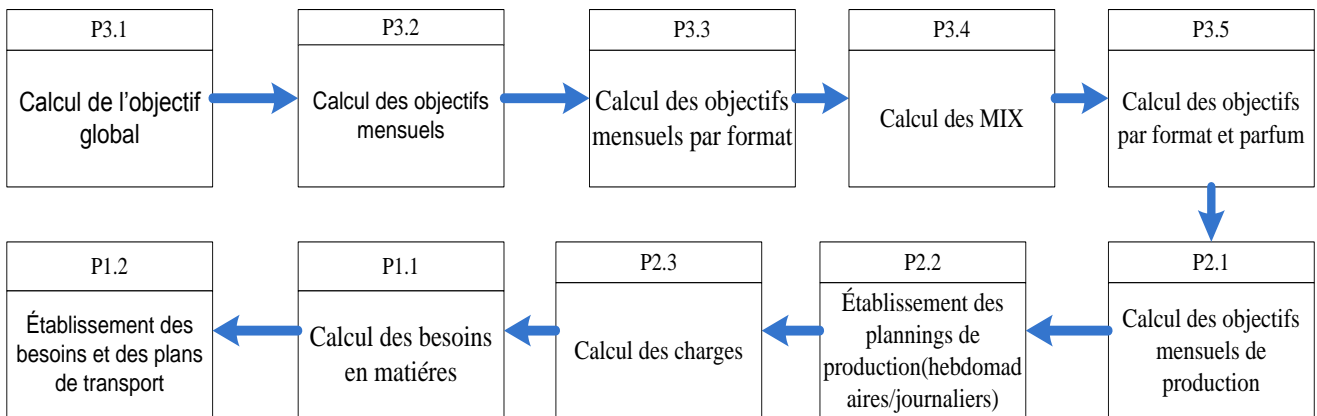 P3.1
Calcul de l’objectif
global
P3.2
Calcul des objectifs
mensuels
P3.3
Calcul des objectifs
mensuels par format
P3.4
Calcul des MIX
P3.5
Calcul des objectifs
par format et parfum
P1.2
Établissement des
besoins et des plans
de transport
P1.1
Calcul des besoins
en matiéres
P2.3
Calcul des charges
P2.2
Établissement des
plannings de
production(hebdomad
aires/journaliers)
P2.1
Calcul des objectifs
mensuels de
production